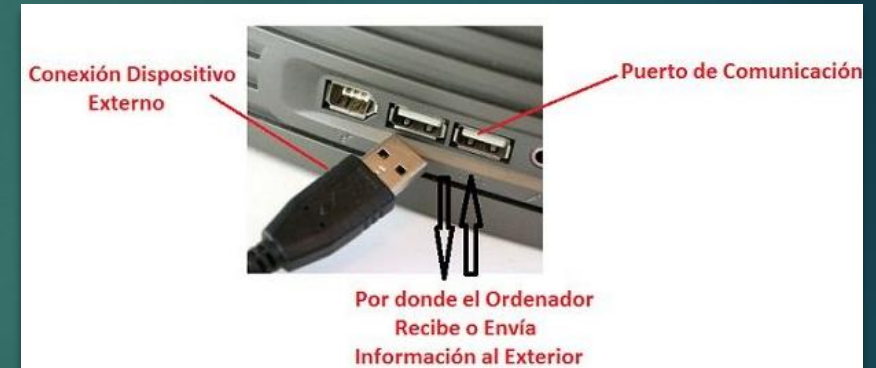 Conexión Dispositivo
Externo
Puerto de Comunicación
Por donde el Ordenador
Recibe o Envía
Información al Exterior